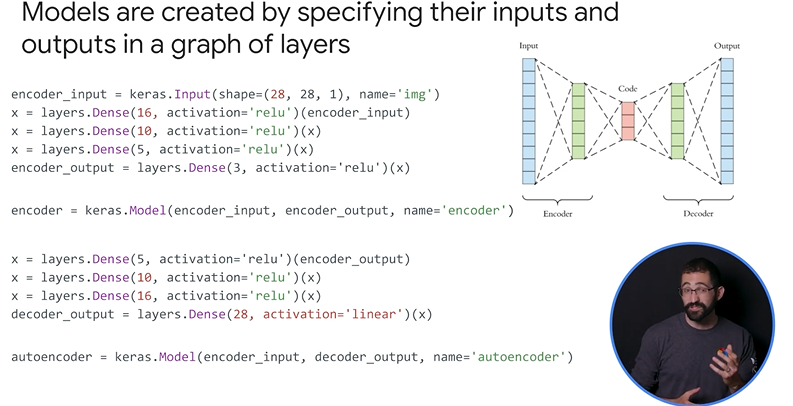 Models are created by specifying their inputs and
outputs in a graph of layers
encoder_input = keras.Input(shape=(28, 28, 1), name='img')
x = layers.Dense(16, activation='relu')(encoder_input)
x = layers.Dense(10, activation='relu')(x)
x = layers.Dense(5, activation='relu')(x)
encoder_output = layers.Dense(3, activation='relu')(x)
encoder = keras.Model(encoder_input, encoder_output, name='encoder')
x = layers.Dense(5, activation='relu')(encoder_output)
x = layers.Dense(10, activation='relu')(x)
x = layers.Dense(16, activation='relu')(x)
decoder_output = layers.Dense(28, activation='linear')(x)
autoencoder = keras.Model(encoder_input, decoder_output, name='autoencoder')
Input
Output
Code
Encoder
Decoder